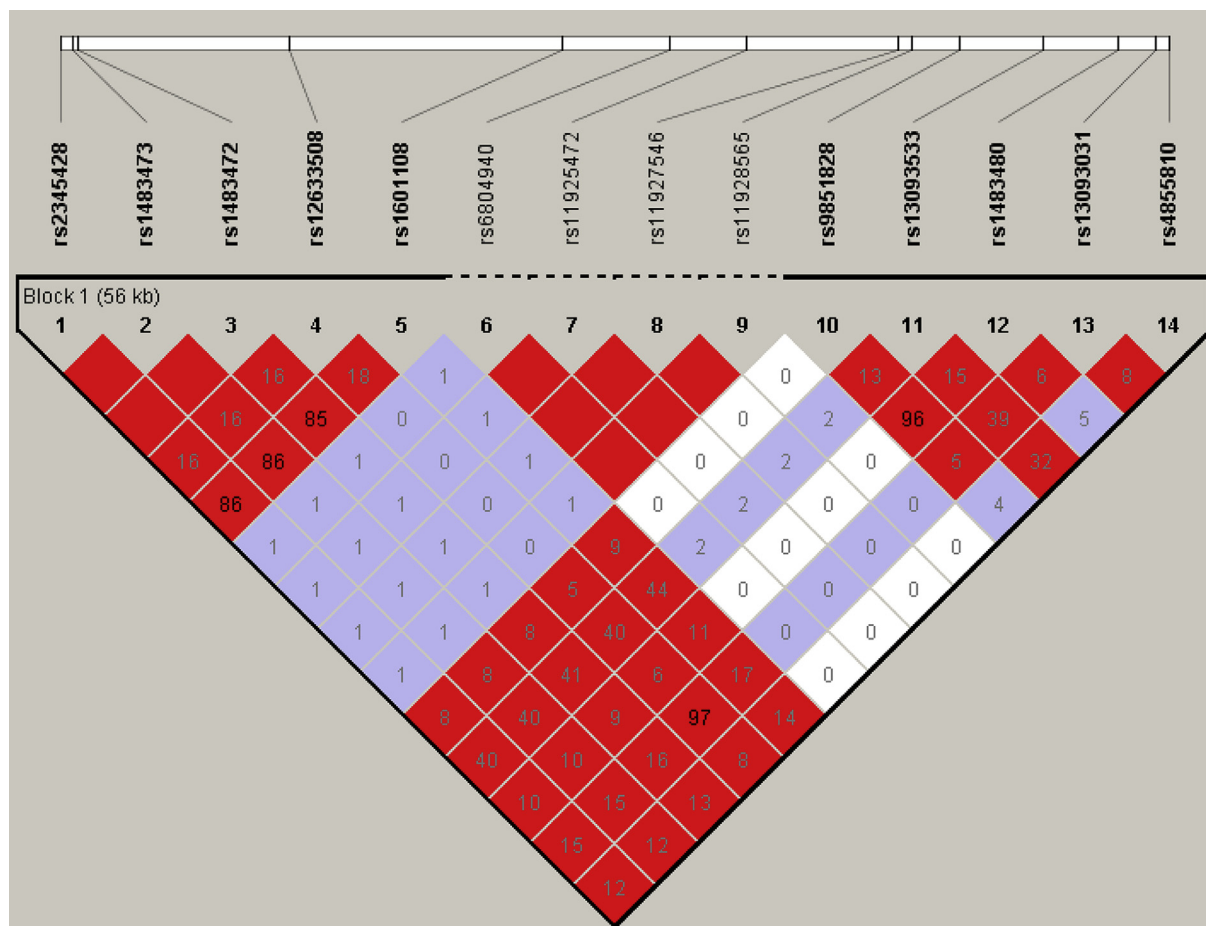 rs2345428
rs1483473
rs1483472
rs12633508
rs1601108
rs6804940
rs11925472
rs11927546
rs11928565
rs9851828
rs13093533
rs1483480
rs13093031
rs4855810
Block 1 (56 kb)
1 2 3 4 5 6 7 8 9 10 11 12 13 14
16 18 1 0 13 15 6 8
16 85 0 1 0 2 96 39 5
16 86 1 0 1 0 2 0 5 32
86 1 1 0 1 0 2 0 0 4
1 1 1 0 9 2 0 0 0
1 1 1 5 44 0 0 0
1 1 8 40 11 0 0
1 8 41 6 17 0
8 40 9 97 14
40 10 16 8
10 15 13
15 12
12